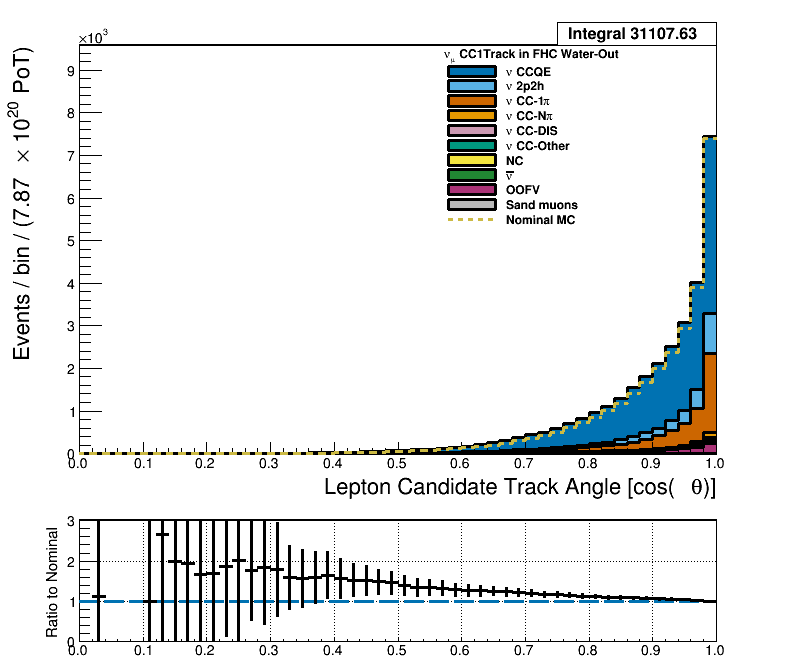 Integral 31107.63
×10³
ν_μ CC1Track in FHC Water-Out
ν CCQE
ν 2p2h
ν CC-1π
ν CC-Nπ
ν CC-DIS
ν CC-Other
NC
ν̅
OOFV
Sand muons
Nominal MC
Events / bin / (7.87 × 10²⁰ PoT)
9
8
7
6
5
4
3
2
1
0
0.0 0.1 0.2 0.3 0.4 0.5 0.6 0.7 0.8 0.9 1.0
Lepton Candidate Track Angle [cos( θ)]
Ratio to Nominal
3
2
1
0
0.0 0.1 0.2 0.3 0.4 0.5 0.6 0.7 0.8 0.9 1.0